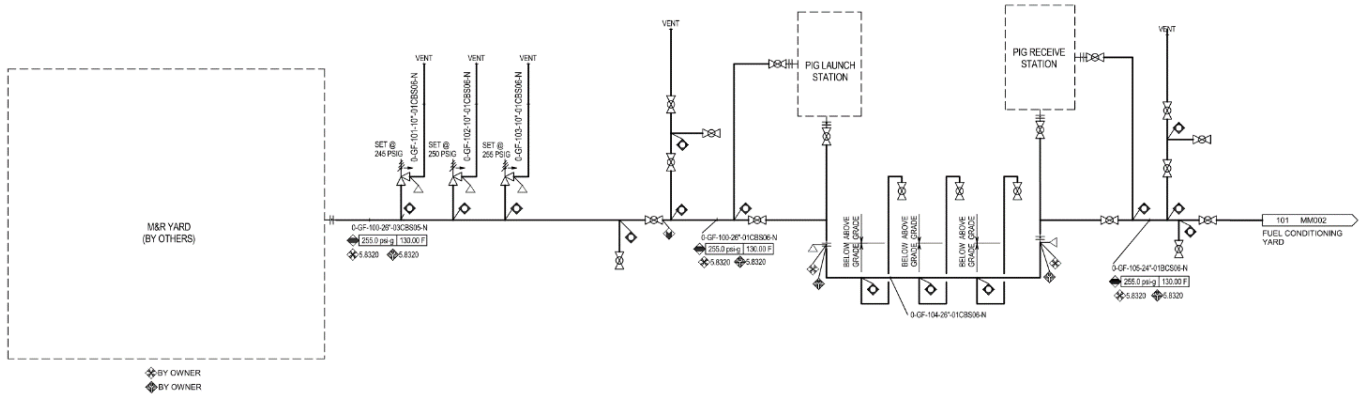 M&R YARD
(BY OTHERS)
BY OWNER
BY OWNER
VENT
VENT
VENT
0-GF-101-10"-01CBS06-N
0-GF-102-10"-01CBS06-N
0-GF-103-10"-01CBS06-N
SET @
245 PSIG
SET @
250 PSIG
SET @
255 PSIG
0-GF-100-26"-03CBS05-N
255.0 psi-g 130.00 F
5.8320 5.8320
VENT
0-GF-100-26"-01CBS06-N
255.0 psi-g 130.00 F
5.8320 5.8320
PIG LAUNCH
STATION
BELOW ABOVE
GRADE GRADE
BELOW ABOVE
GRADE GRADE
BELOW ABOVE
GRADE GRADE
0-GF-104-26"-01CBS06-N
PIG RECEIVE
STATION
VENT
0-GF-105-24"-01BCS06-N
255.0 psi-g 130.00 F
5.8320 5.8320
101 MM002
FUEL CONDITIONING
YARD